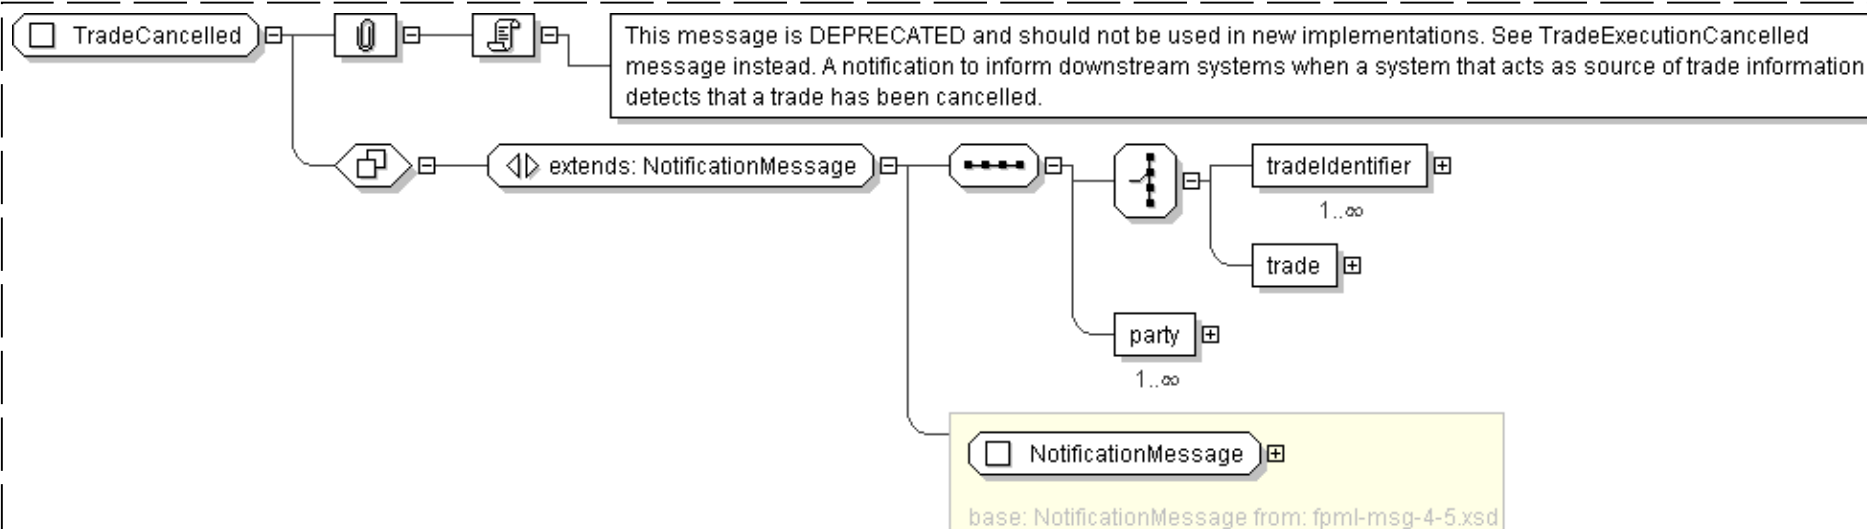 TradeCancelled
This message is DEPRECATED and should not be used in new implementations. See TradeExecutionCancelled
message instead. A notification to inform downstream systems when a system that acts as source of trade information
detects that a trade has been cancelled.
extends: NotificationMessage
tradeIdentifier
1..∞
trade
party
1..∞
NotificationMessage
base: NotificationMessage from: fpml-msg-4-5.xsd